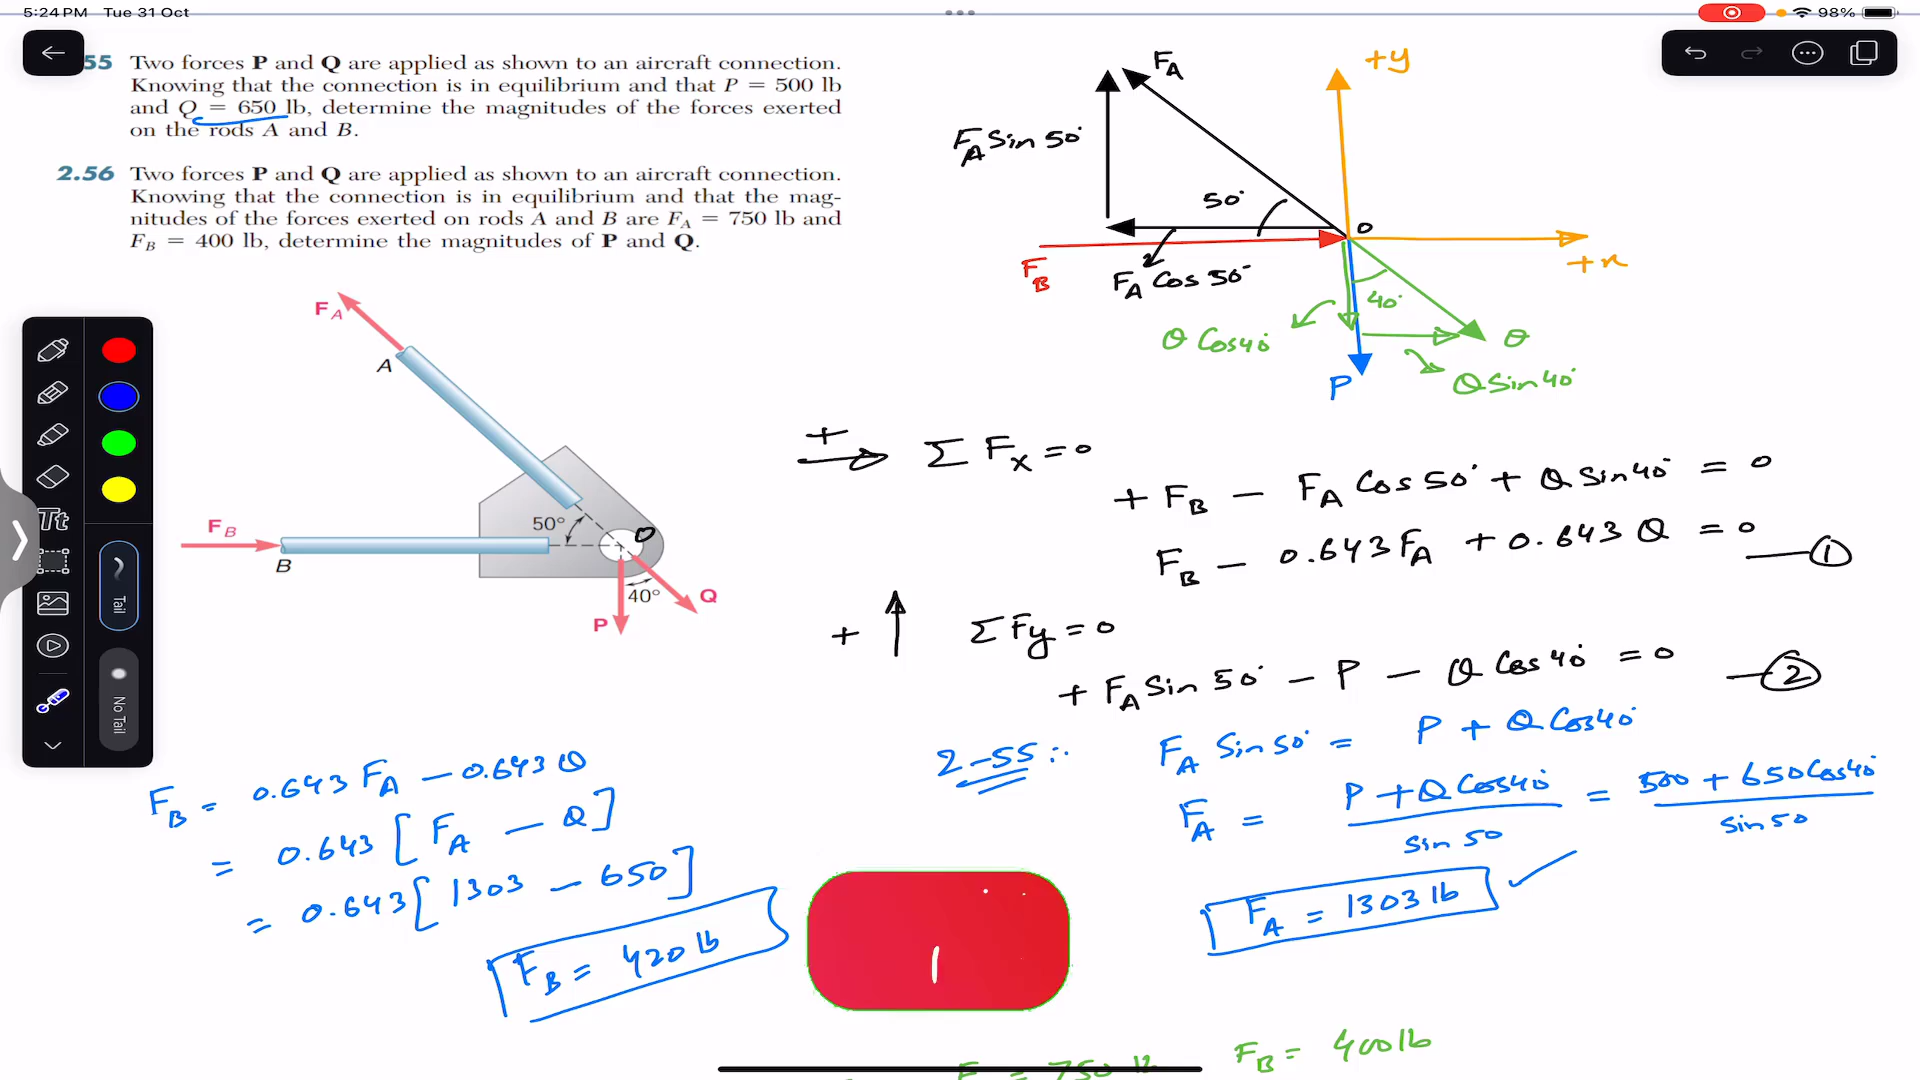 5:24 PM Tue 31 Oct
98%
55 Two forces P and Q are applied as shown to an aircraft connection.
Knowing that the connection is in equilibrium and that P = 500 lb
and Q = 650 lb, determine the magnitudes of the forces exerted
on the rods A and B.
2.56 Two forces P and Q are applied as shown to an aircraft connection.
Knowing that the connection is in equilibrium and that the mag-
nitudes of the forces exerted on rods A and B are F_A = 750 lb and
F_B = 400 lb, determine the magnitudes of P and Q.
F_A
A
F_B
B
50°
O
40°
P
Q
Tt
Tail
No Tail
F_A
+y
F_A Sin 50°
50°
O
F_B
F_A Cos 50°
+x
40°
Q Cos 40°
Q
P
Q Sin 40°
+ Σ F_x = 0
+ F_B - F_A Cos 50° + Q Sin 40° = 0
F_B - 0.643 F_A + 0.643 Q = 0 — 1
+ Σ F_y = 0
+ F_A Sin 50° - P - Q Cos 40° = 0 — 2
2-55 :
F_A Sin 50° = P + Q Cos 40°
F_A = P + Q Cos 40° / Sin 50 = 500 + 650 Cos 40° / Sin 50
F_A = 1303 lb
F_B = 0.643 F_A - 0.643 Q
= 0.643 [ F_A - Q ]
= 0.643 [ 1303 - 650 ]
F_B = 420 lb
F_B = 400 lb